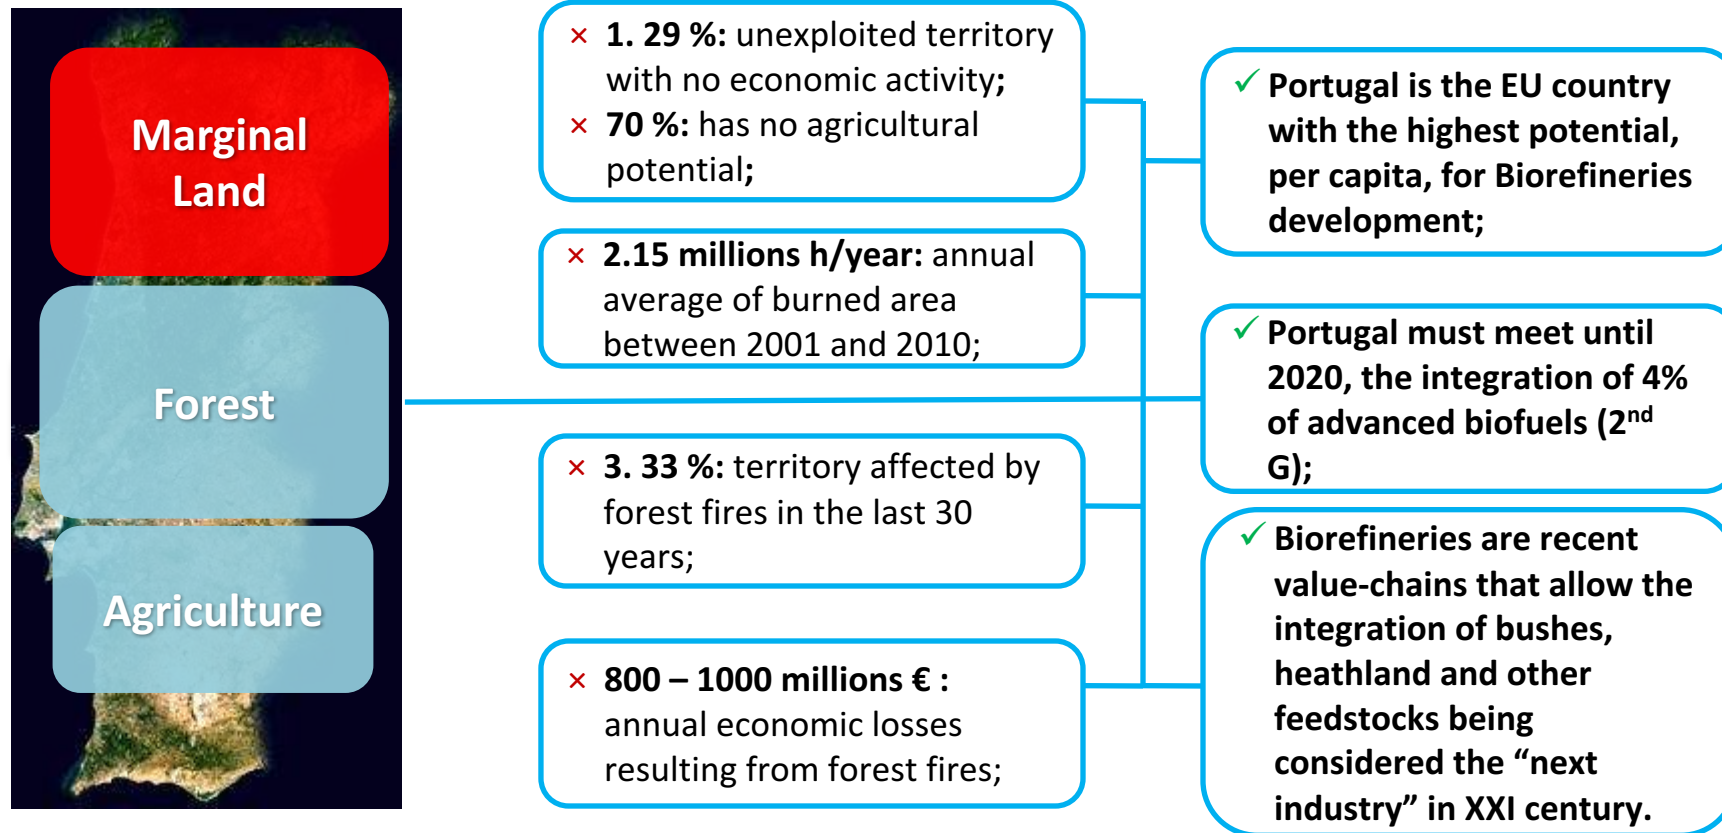 Marginal
Land
Forest
Agriculture
× 1. 29 %: unexploited territory
with no economic activity;
× 70 %: has no agricultural
potential;
× 2.15 millions h/year: annual
average of burned area
between 2001 and 2010;
× 3. 33 %: territory affected by
forest fires in the last 30
years;
× 800 – 1000 millions € :
annual economic losses
resulting from forest fires;
✓ Portugal is the EU country
with the highest potential,
per capita, for Biorefineries
development;
✓ Portugal must meet until
2020, the integration of 4%
of advanced biofuels (2nd
G);
✓ Biorefineries are recent
value-chains that allow the
integration of bushes,
heathland and other
feedstocks being
considered the “next
industry” in XXI century.